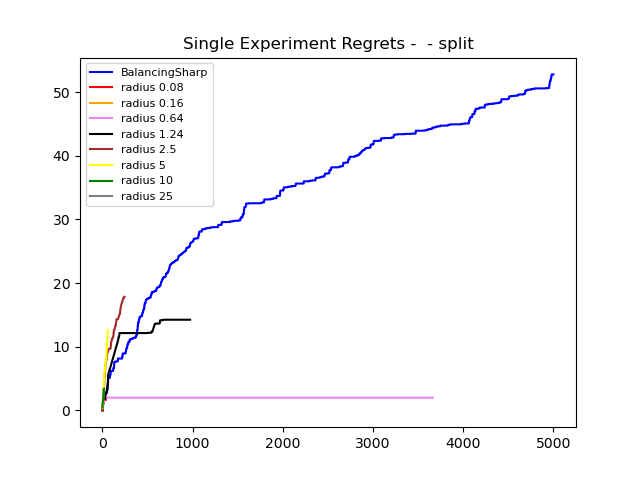 Single Experiment Regrets -  - split
BalancingSharp
radius 0.08
radius 0.16
radius 0.64
radius 1.24
radius 2.5
radius 5
radius 10
radius 25
50
40
30
20
10
0
0 1000 2000 3000 4000 5000